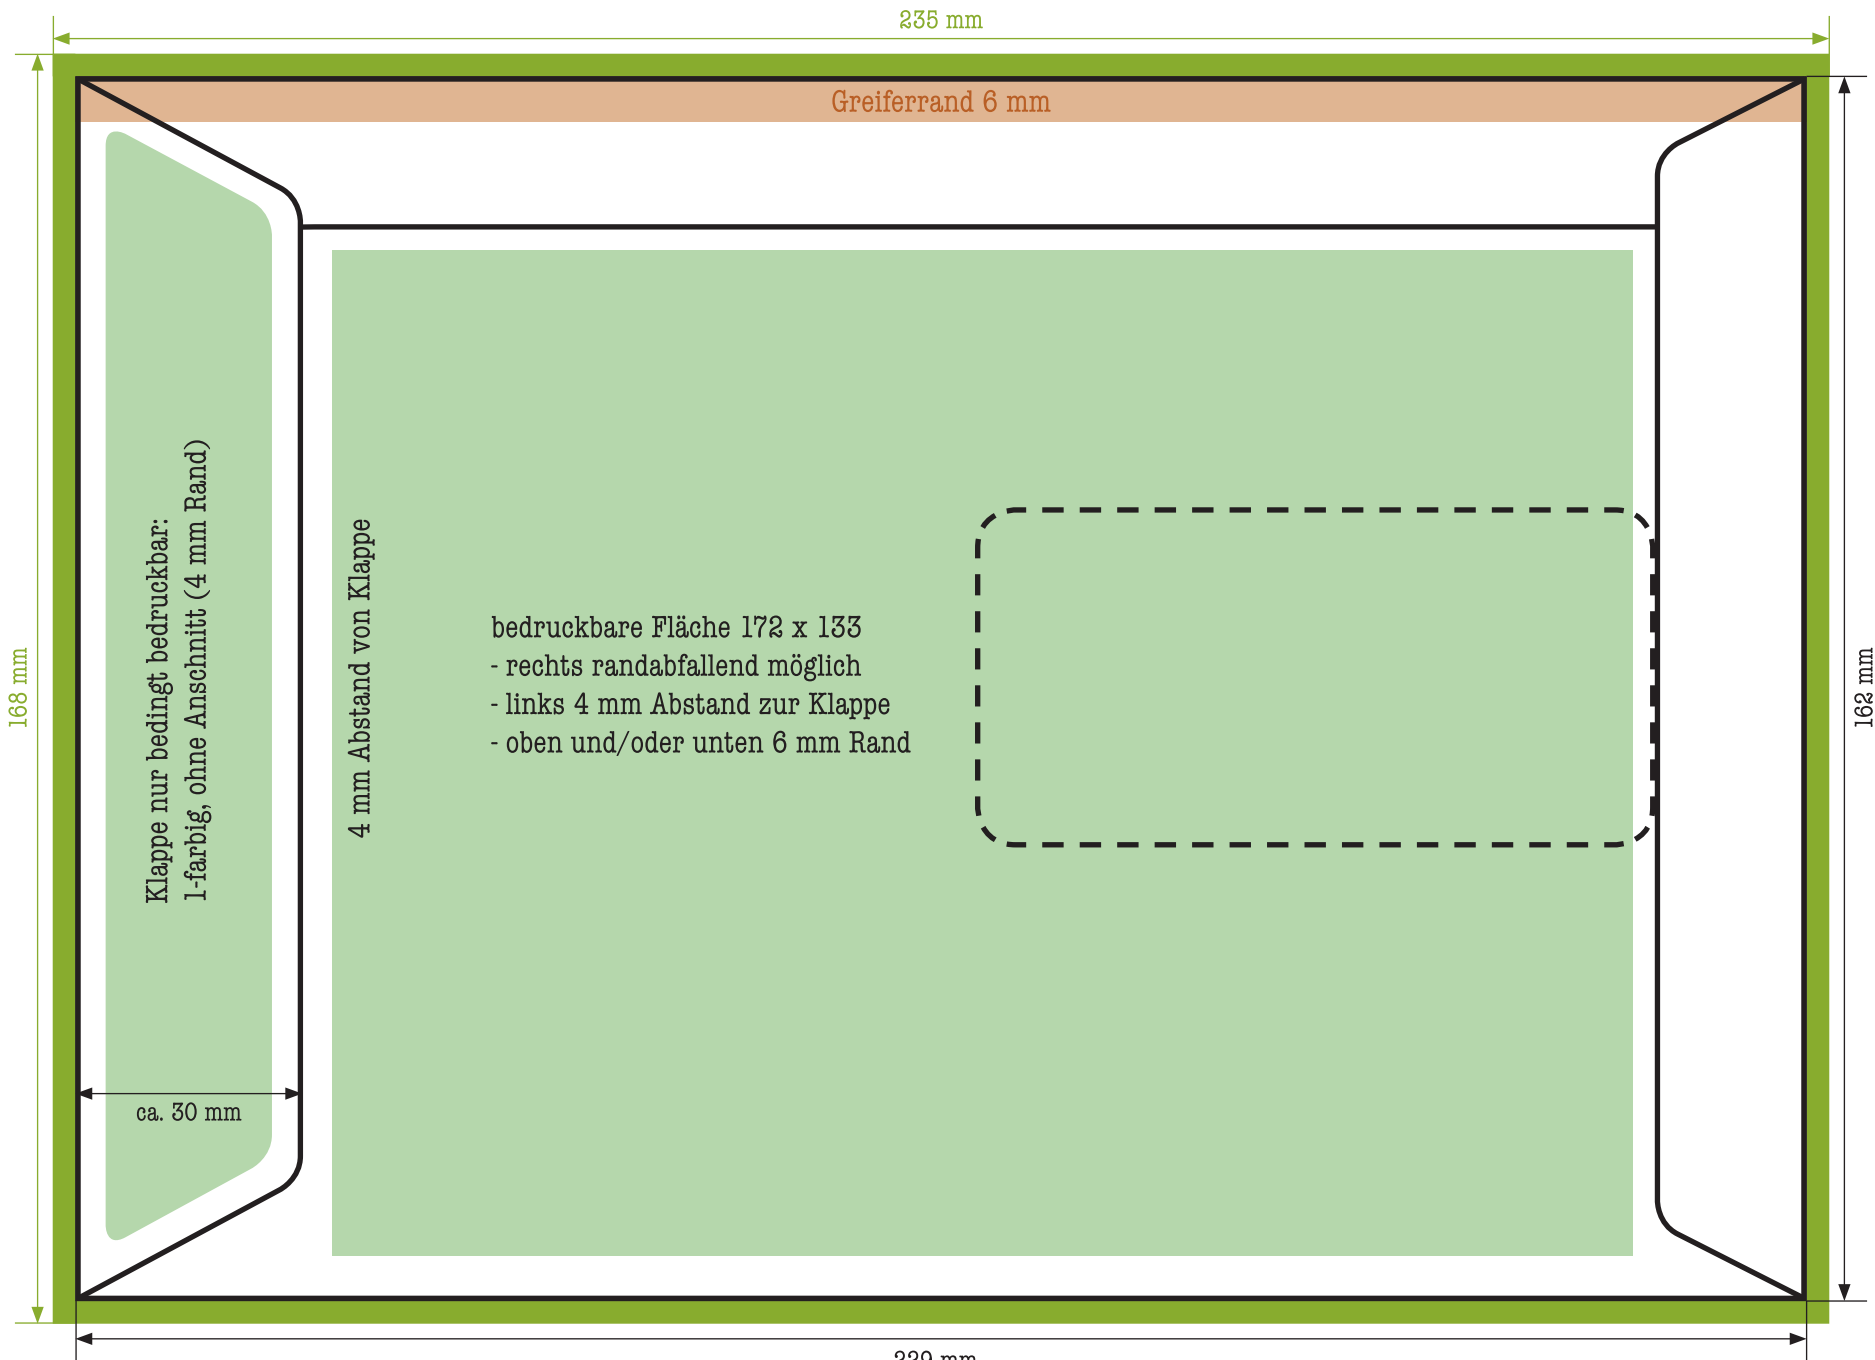 235 mm
Greiferrand 6 mm
168 mm
Klappe nur bedingt bedruckbar:
1-farbig, ohne Anschnitt (4 mm Rand)
4 mm Abstand von Klappe
bedruckbare Fläche 172 x 133
- rechts randabfallend möglich
- links 4 mm Abstand zur Klappe
- oben und/oder unten 6 mm Rand
162 mm
ca. 30 mm
229 mm